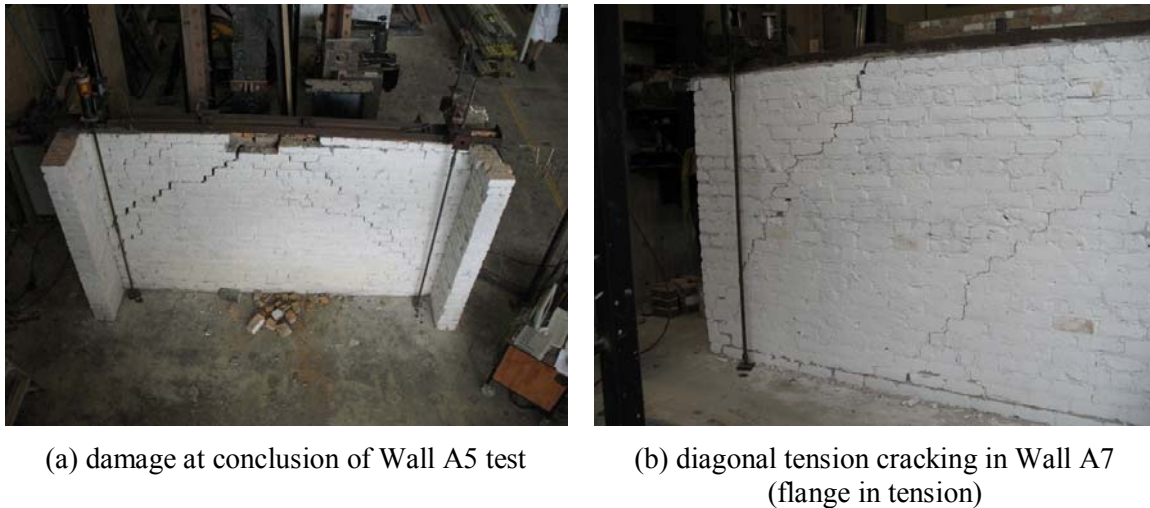 (a) damage at conclusion of Wall A5 test
(b) diagonal tension cracking in Wall A7
(flange in tension)